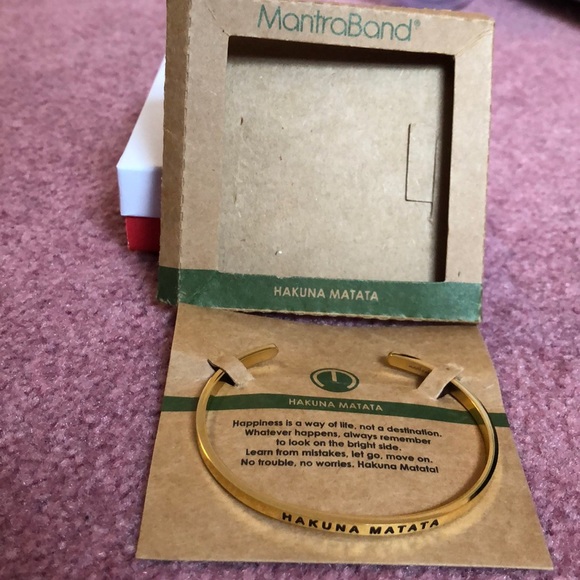 MantraBand®
HAKUNA MATATA
HAKUNA MATATA
Happiness is a way of life, not a destination.
Whatever happens, always remember
to look on the bright side.
Learn from mistakes, let go, move on.
No trouble, no worries, Hakuna Matata!
HAKUNA MATATA